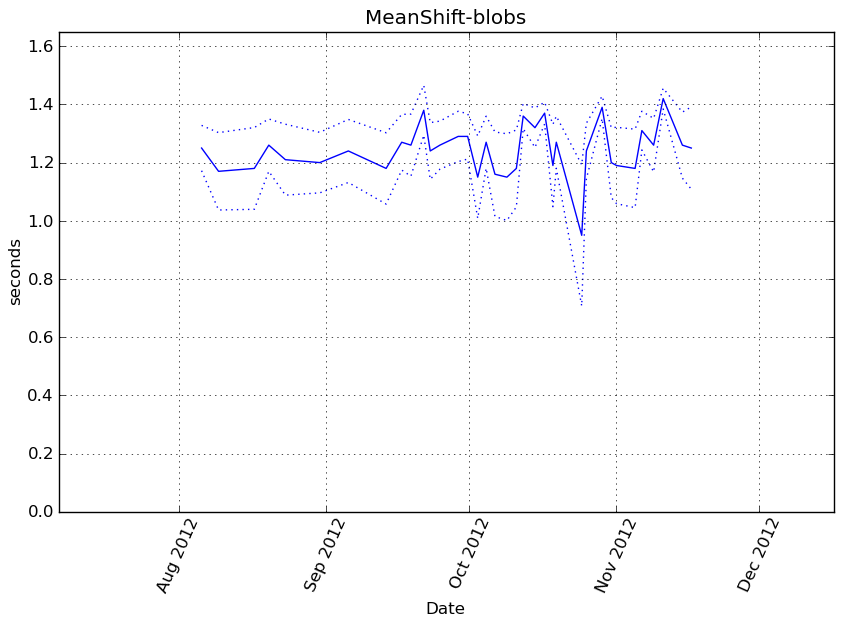 MeanShift-blobs
1.6
1.4
1.2
1.0
0.8
0.6
0.4
0.2
0.0
seconds
Aug 2012
Sep 2012
Oct 2012
Nov 2012
Dec 2012
Date